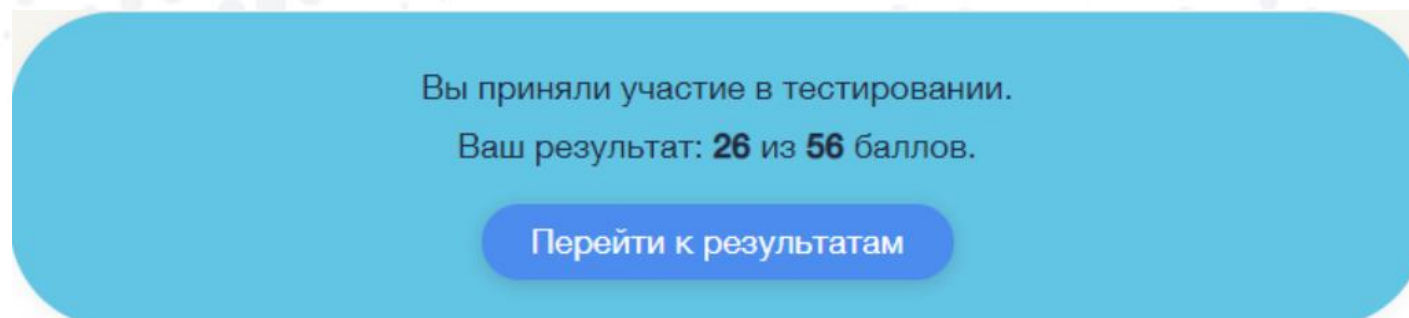 Вы приняли участие в тестировании.
Ваш результат: 26 из 56 баллов.
Перейти к результатам